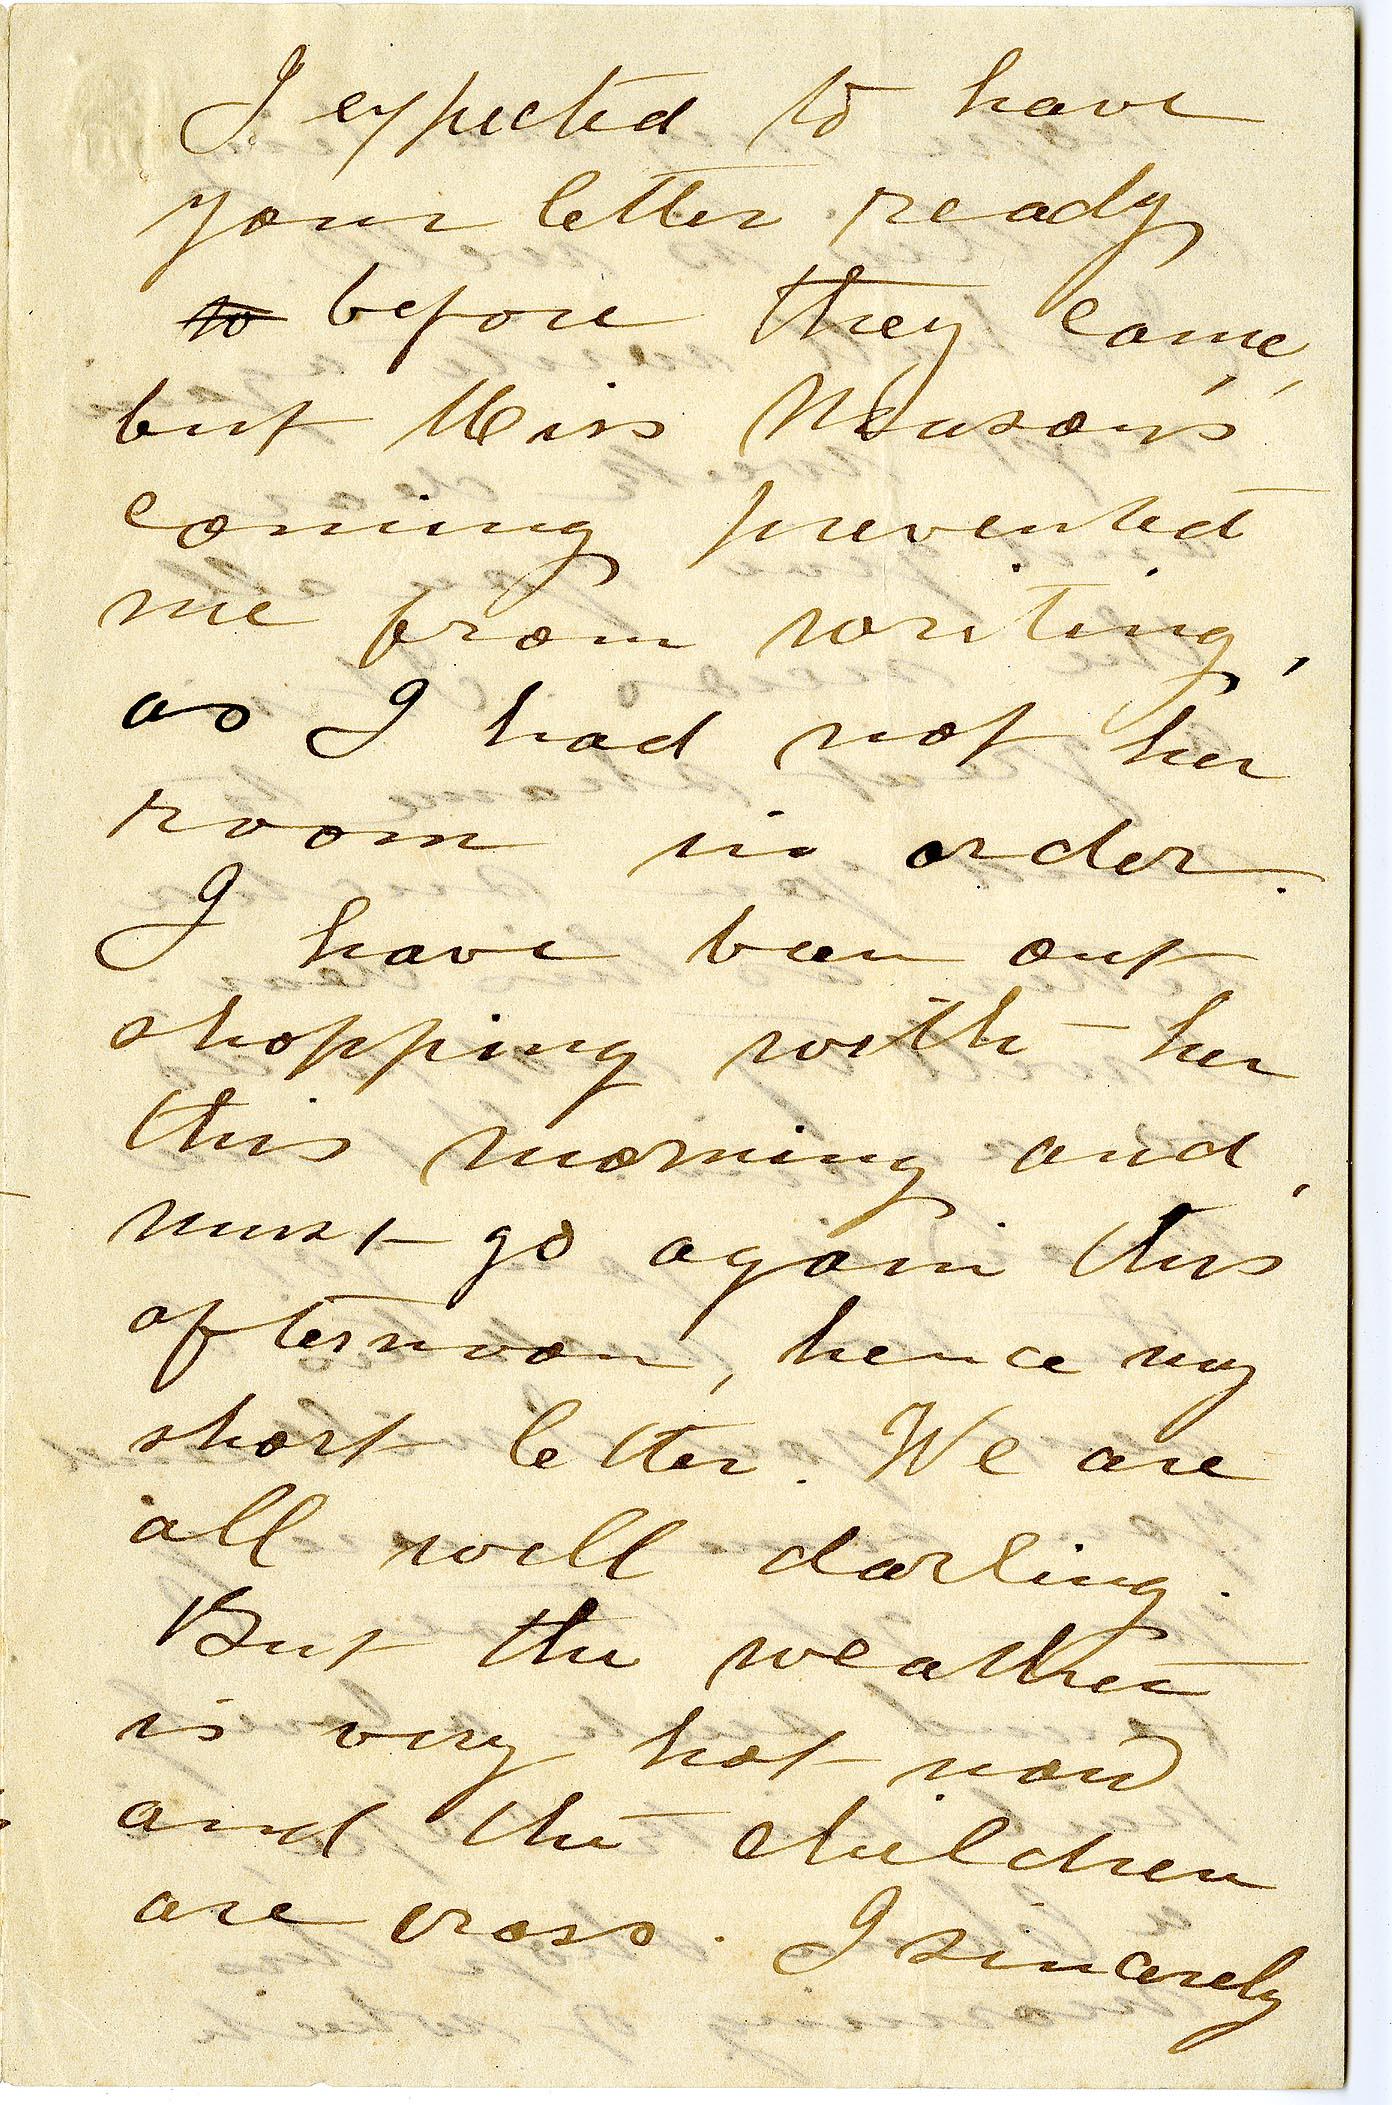 I expected to have
your letter ready
to before they came,
but Miss Mason's
coming prevented
me from writing,
as I had not her
room in order.
I have been out
shopping with her
this morning and,
must go again this
afternoon, hence my
short letter. We are
all well darling.
But the weather
is very hot now
and the children
are cross. I sincerely